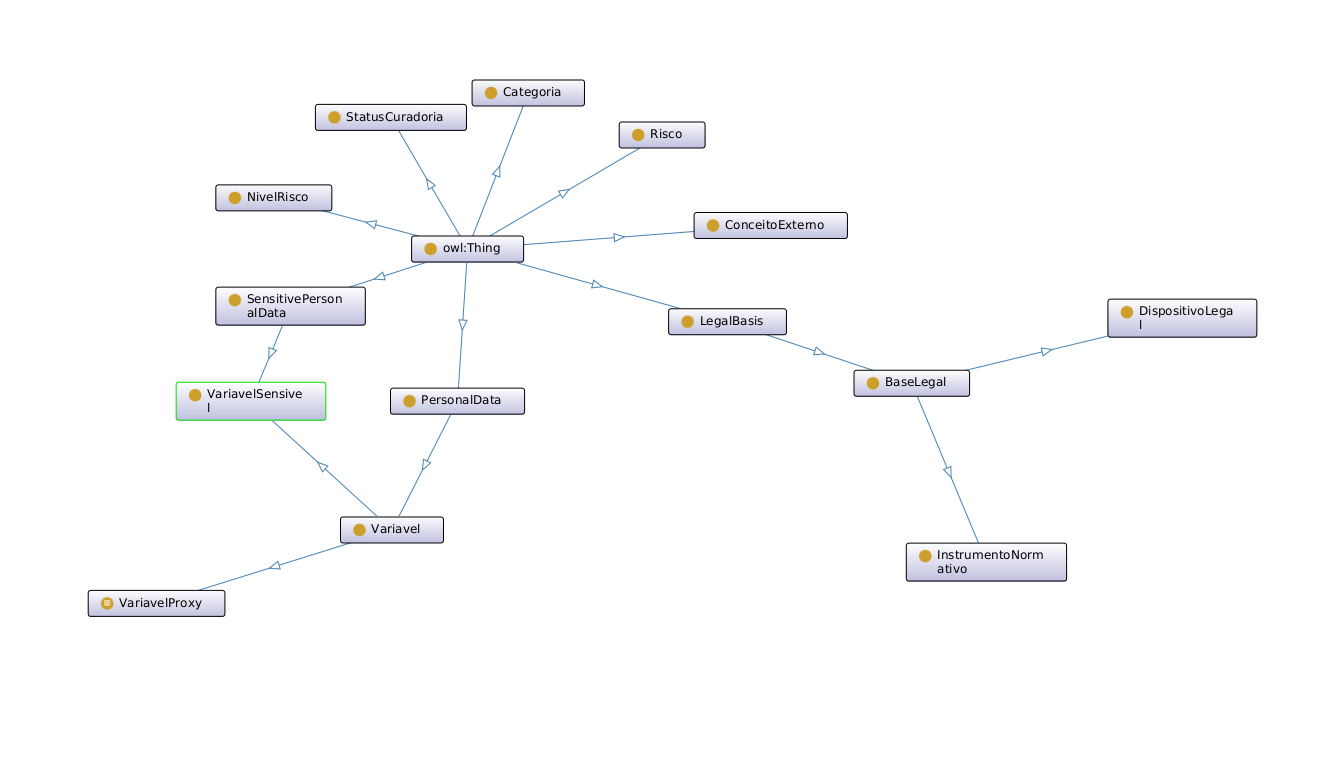 Categoria
StatusCuradoria
Risco
NivelRisco
ConceitoExterno
owl:Thing
SensitivePerson
alData
LegalBasis
DispositivoLega
l
VariavelSensive
l
PersonalData
BaseLegal
Variavel
InstrumentoNorm
ativo
VariavelProxy